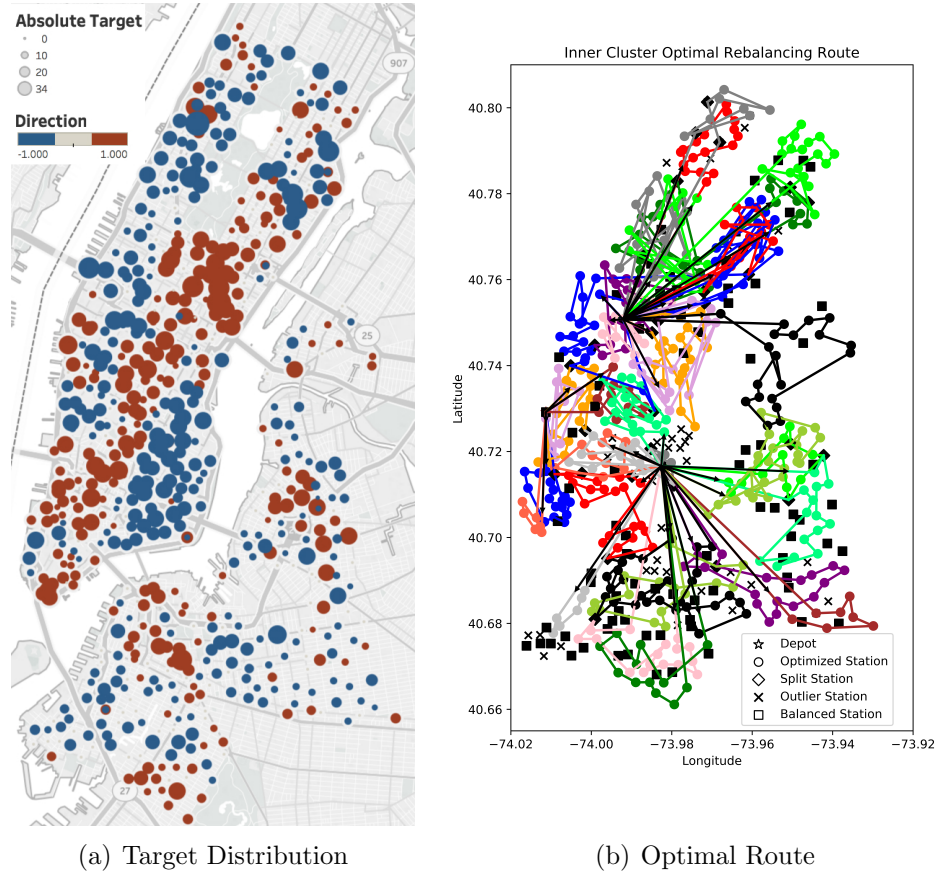 Absolute Target
0
10
20
34
Direction
-1.000 1.000
907
25
27
(a) Target Distribution
Inner Cluster Optimal Rebalancing Route
40.80
40.78
40.76
40.74
40.72
40.70
40.68
40.66
Latitude
−74.02 −74.00 −73.98 −73.96 −73.94 −73.92
Longitude
Depot
Optimized Station
Split Station
Outlier Station
Balanced Station
(b) Optimal Route